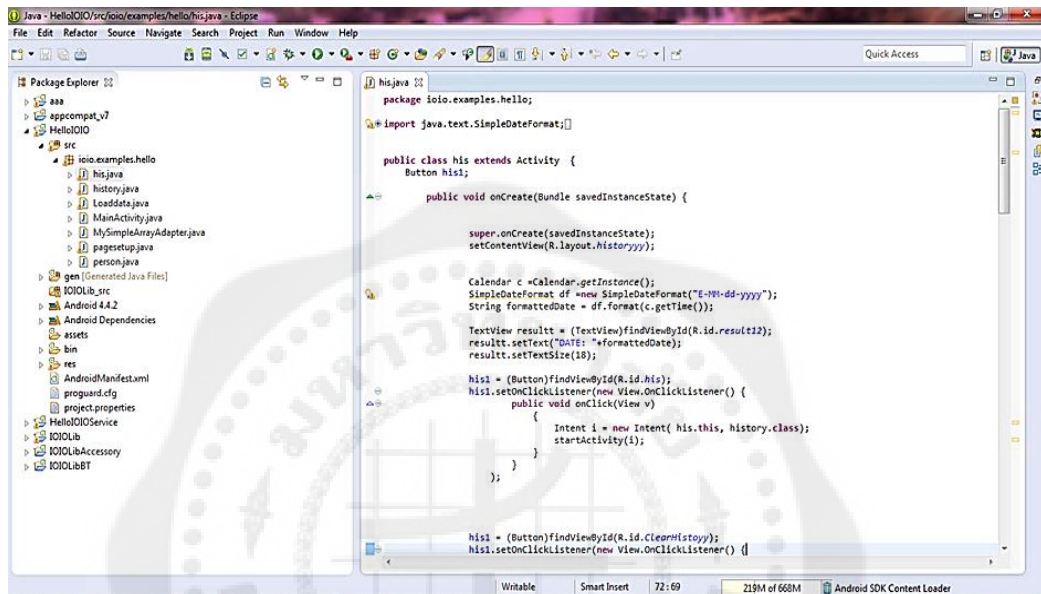 Java - HelloIOIO/src/ioio/examples/hello/his.java - Eclipse
File Edit Refactor Source Navigate Search Project Run Window Help
Quick Access
Java
Package Explorer
aaa
appcompat_v7
HelloIOIO
src
ioio.examples.hello
his.java
history.java
Loaddata.java
MainActivity.java
MySimpleArrayAdapter.java
pagesetup.java
person.java
gen [Generated Java Files]
IOIOLib_src
Android 4.4.2
Android Dependencies
assets
bin
res
AndroidManifest.xml
proguard.cfg
project.properties
HelloIOIOService
IOIOLib
IOIOLibAccessory
IOIOLibBT
his.java
package ioio.examples.hello;
import java.text.SimpleDateFormat;
public class his extends Activity {
Button his1;
public void onCreate(Bundle savedInstanceState) {
super.onCreate(savedInstanceState);
setContentView(R.layout.historyyy);
Calendar c =Calendar.getInstance();
SimpleDateFormat df =new SimpleDateFormat("E-MM-dd-yyyy");
String formattedDate = df.format(c.getTime());
TextView resultt = (TextView)findViewById(R.id.result12);
resultt.setText("DATE: "+formattedDate);
resultt.setTextSize(18);
his1 = (Button)findViewById(R.id.his);
his1.setOnClickListener(new View.OnClickListener() {
public void onClick(View v)
{
Intent i = new Intent( his.this, history.class);
startActivity(i);
}
}
);
his1 = (Button)findViewById(R.id.ClearHistoyy);
his1.setOnClickListener(new View.OnClickListener() {
Writable Smart Insert 72 : 69 219M of 668M Android SDK Content Loader